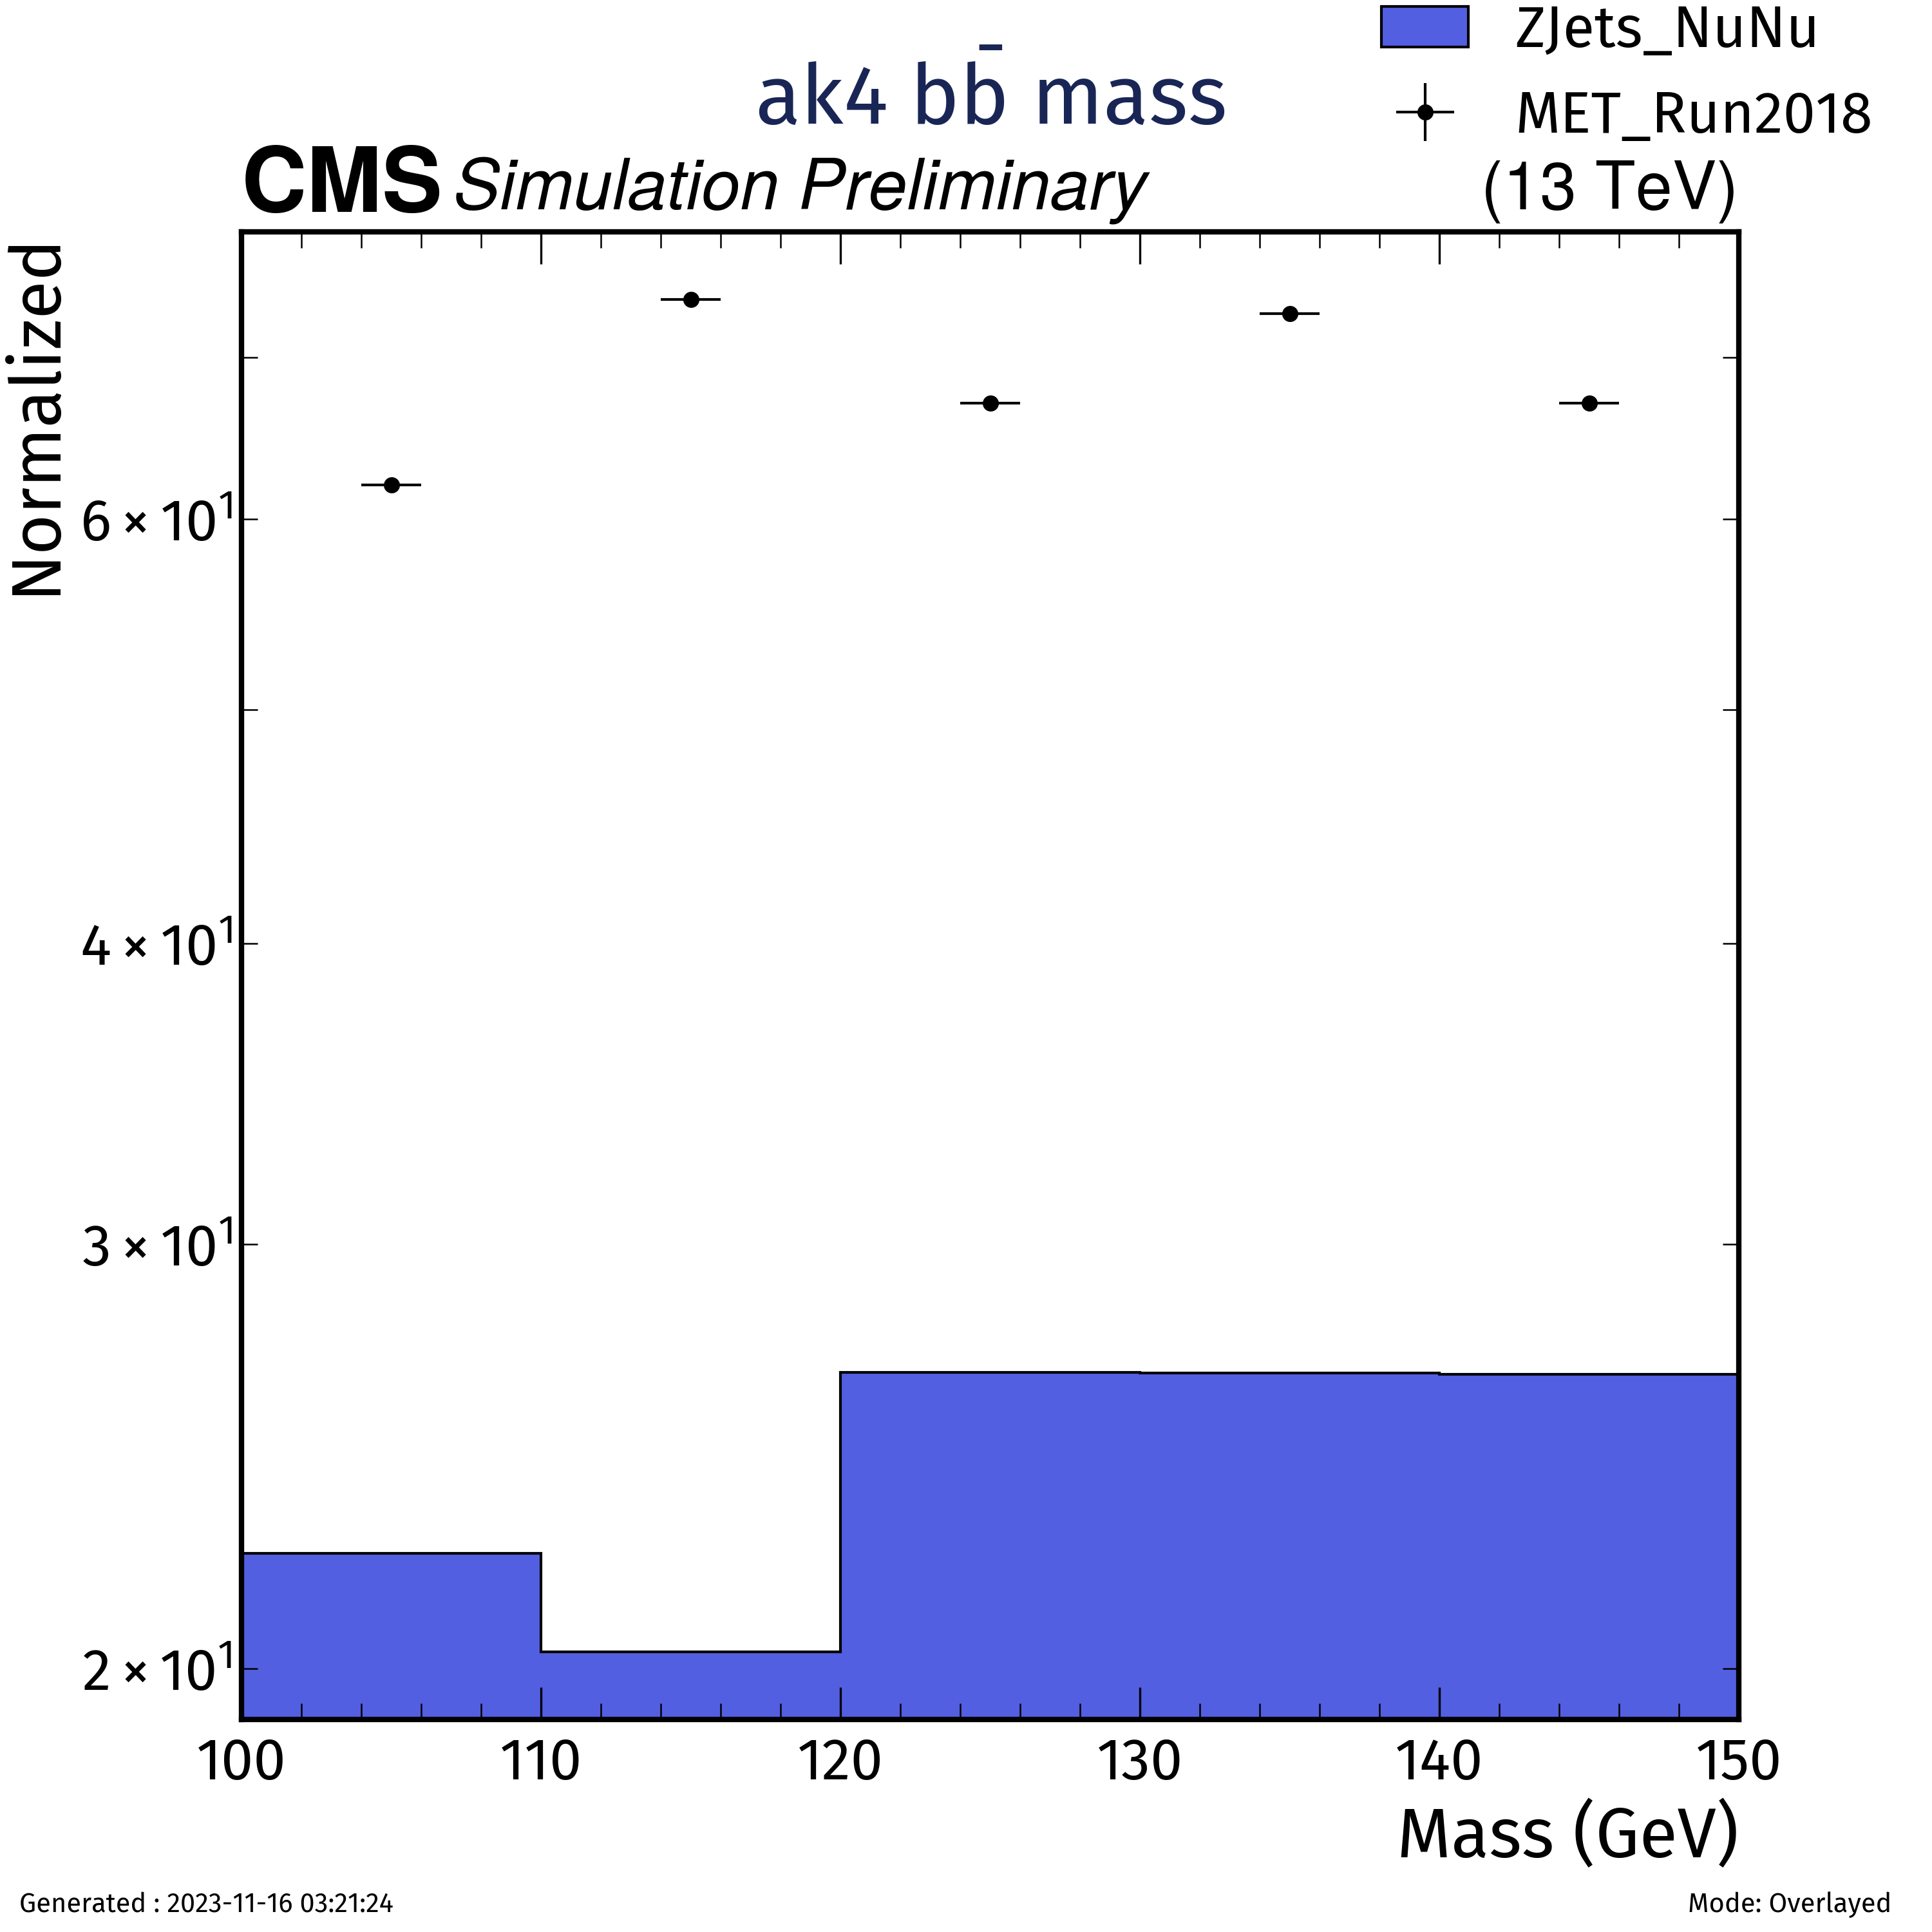 ZJets_NuNu
MET_Run2018
ak4 bb̄ mass
CMS Simulation Preliminary (13 TeV)
Normalized
6 × 10¹
4 × 10¹
3 × 10¹
2 × 10¹
100 110 120 130 140 150
Mass (GeV)
Generated : 2023-11-16 03:21:24 Mode: Overlayed